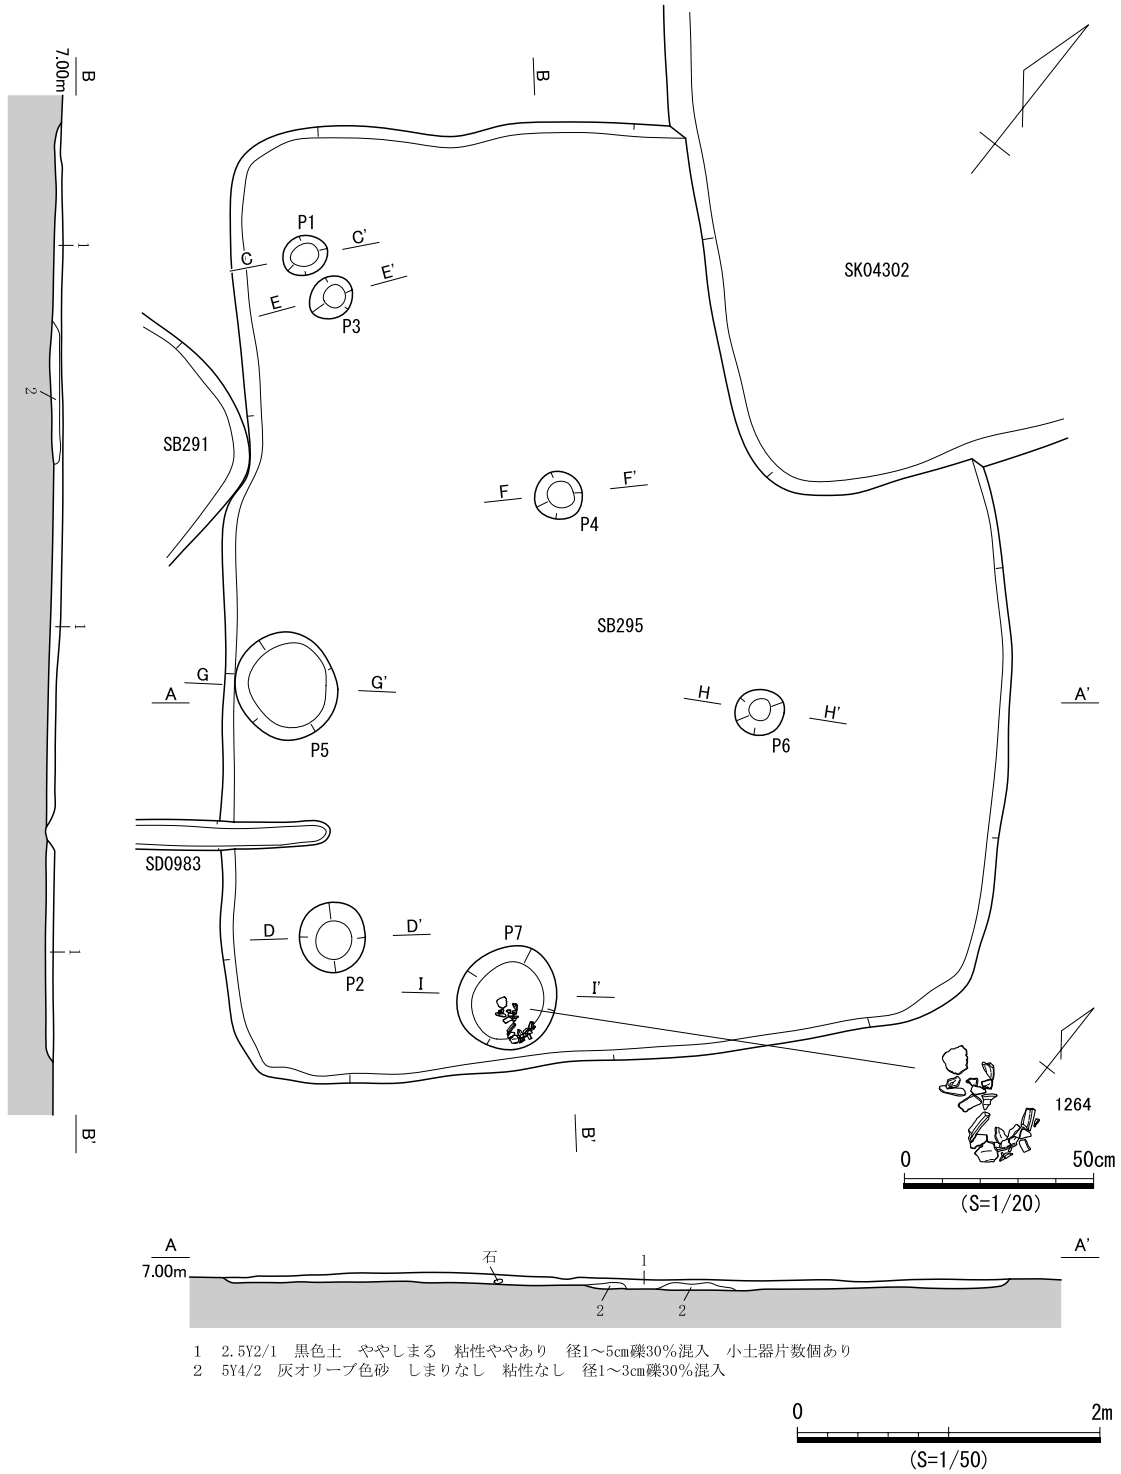 B
7.00m
B
P1
C
C'
E
E'
P3
SK04302
1
2
SB291
F
F'
P4
SB295
1
G
G'
A
A'
P5
H
H'
P6
SD0983
D
D'
P2
P7
I
I'
1
1264
B'
B'
0 50cm
(S=1/20)
A
7.00m
石
1
A'
2
2
1 2.5Y2/1 黒色土 ややしまる 粘性ややあり 径1～5cm礫30%混入 小土器片数個あり
2 5Y4/2 灰オリーブ色砂 しまりなし 粘性なし 径1～3cm礫30%混入
0 2m
(S=1/50)